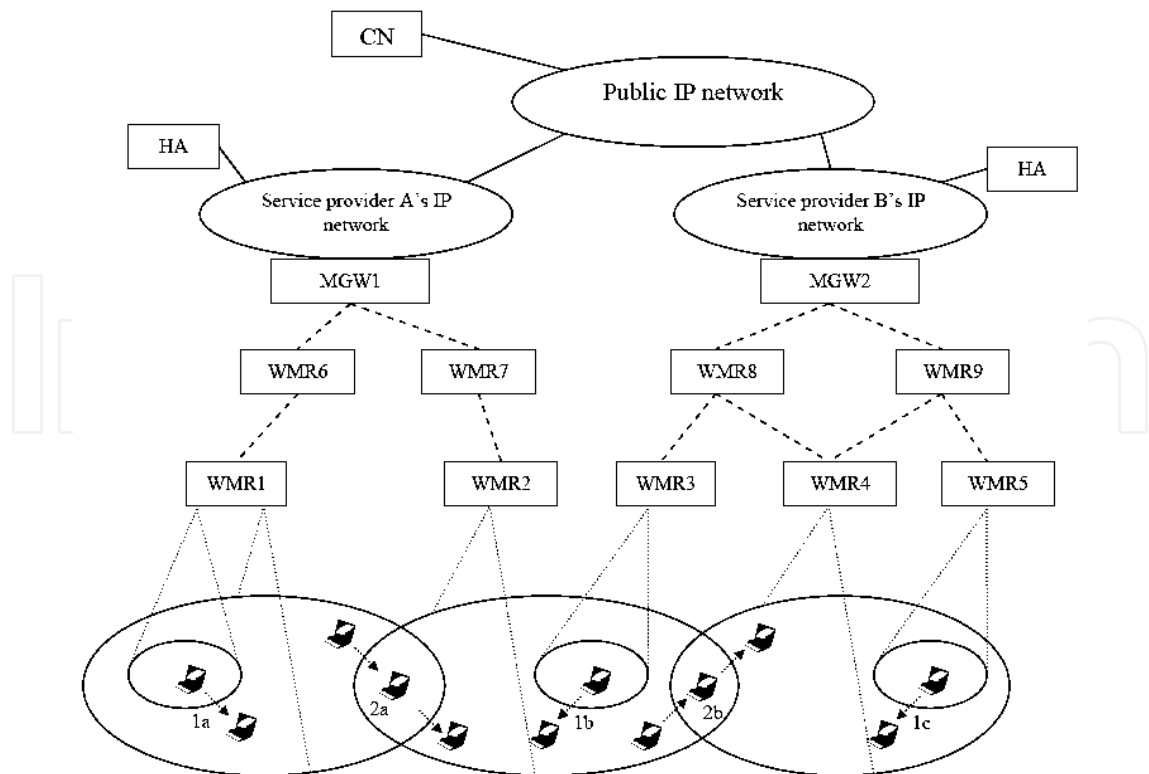 CN
Public IP network
HA
HA
Service provider A's IP
network
Service provider B's IP
network
MGW1
MGW2
WMR6
WMR7
WMR8
WMR9
WMR1
WMR2
WMR3
WMR4
WMR5
1a
2a
1b
2b
1c